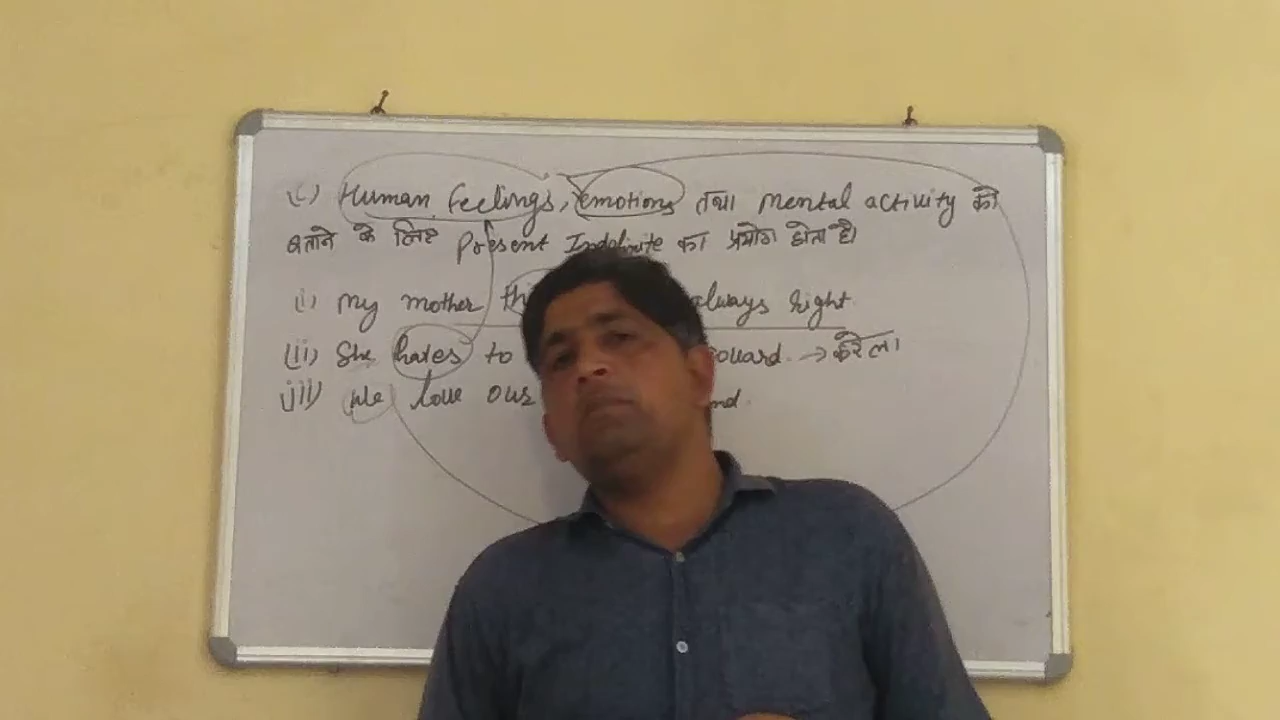 (c) Human feelings, emotions तथा mental activity को
बताने के लिए Present Indefinite का प्रयोग होता है।
(i) My mother always right
(ii) She hates to → करेला
(iii) We love our